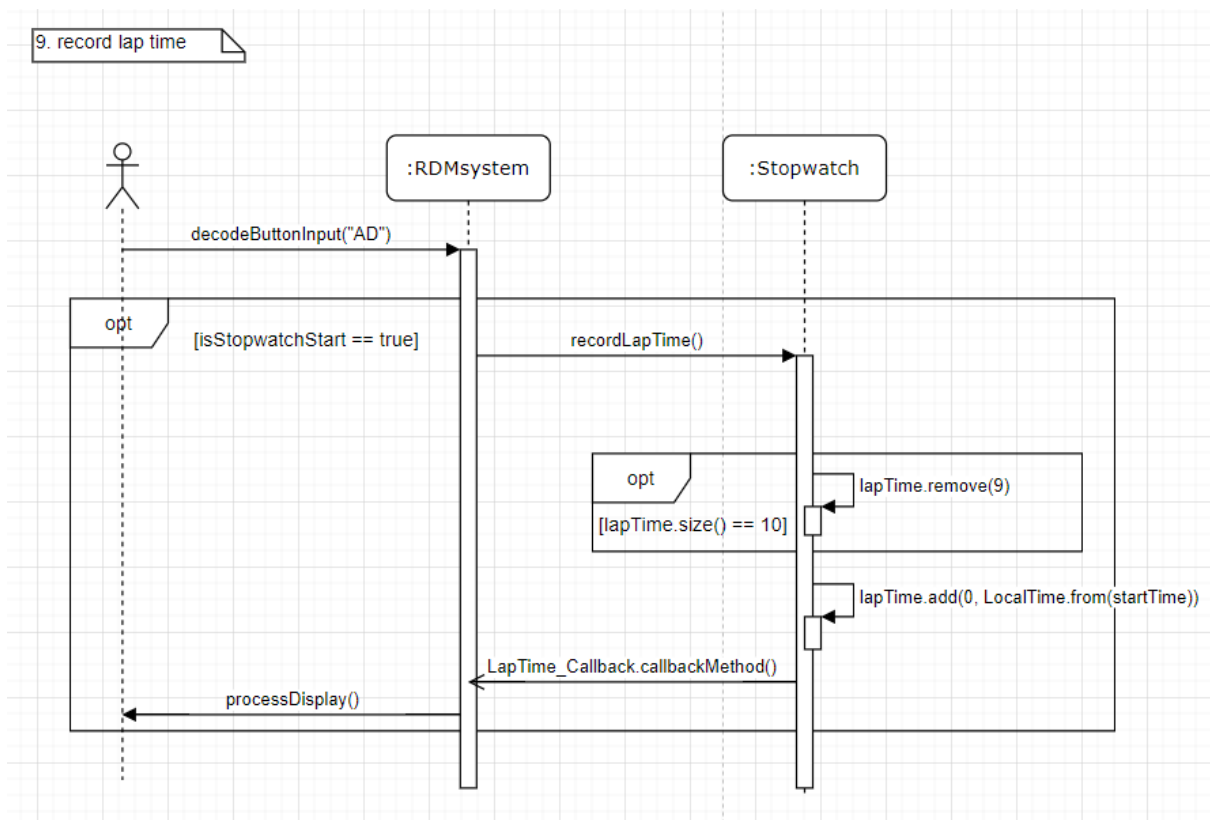 9. record lap time
:RDMsystem
:Stopwatch
decodeButtonInput("AD")
opt
[isStopwatchStart == true]
recordLapTime()
opt
lapTime.remove(9)
[lapTime.size() == 10]
lapTime.add(0, LocalTime.from(startTime))
LapTime_Callback.callbackMethod()
processDisplay()